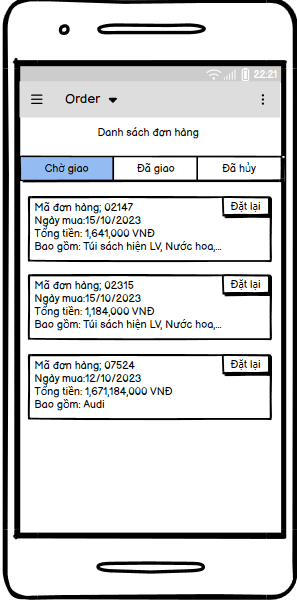 22:21
Order
Danh sách đơn hàng
Chờ giao
Đã giao
Đã hủy
Mã đơn hàng; 02147
Đặt lại
Ngày mua:15/10/2023
Tổng tiền: 1,641,000 VNĐ
Bao gồm: Túi sách hiện LV, Nước hoa,...
Mã đơn hàng; 02315
Đặt lại
Ngày mua:15/10/2023
Tổng tiền: 1,184,000 VNĐ
Bao gồm: Túi sách hiện LV, Nước hoa,...
Mã đơn hàng; 07524
Đặt lại
Ngày mua:12/10/2023
Tổng tiền: 1,671,184,000 VNĐ
Bao gồm: Audi